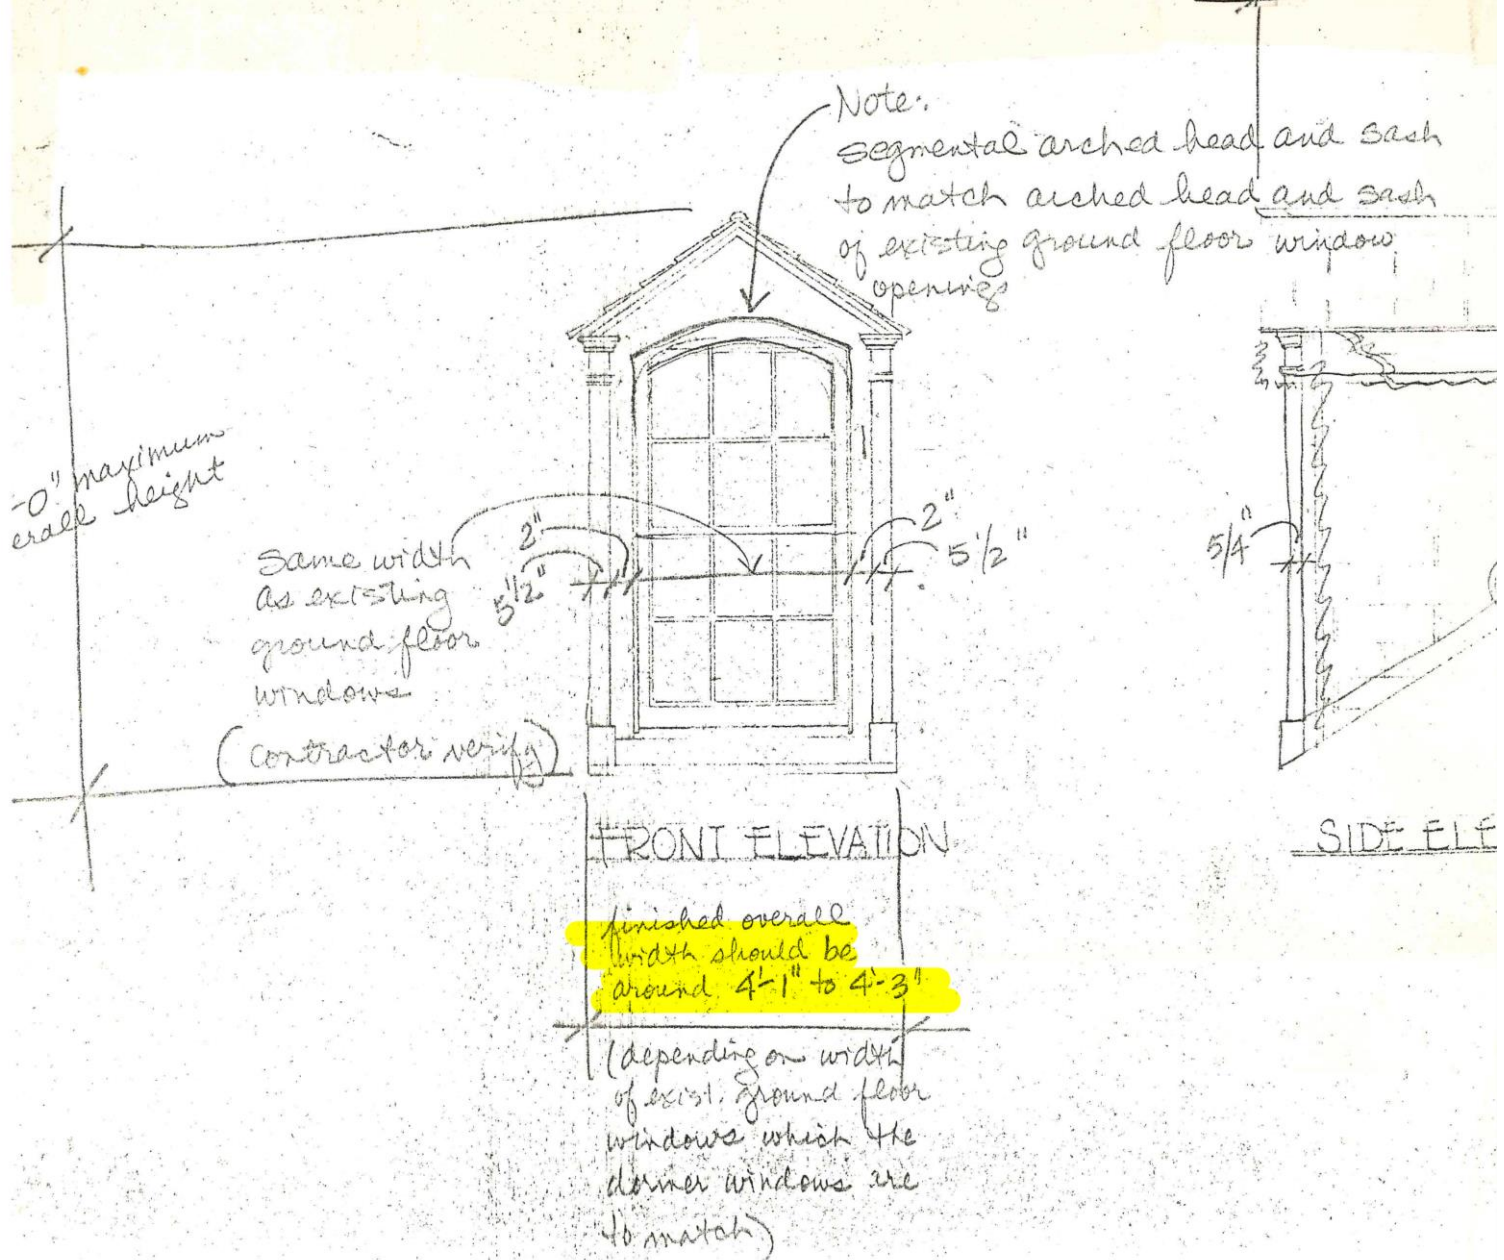 Note:
segmental arched head and sash
to match arched head and sash
of existing ground floor window
openings
-0" maximum
erall height
Same width
as existing
ground floor
windows
(contractor verify)
2"
5 1/2"
2"
5 1/2"
5/4"
FRONT ELEVATION
SIDE ELE
finished overall
width should be
around 4'-1" to 4'-3"
(depending on width
of exist. ground floor
windows which the
dormer windows are
to match)